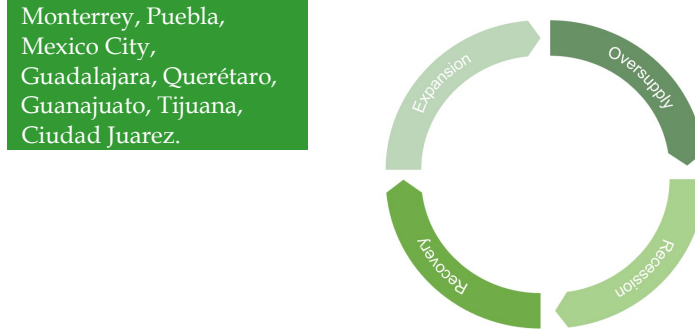 Monterrey, Puebla,
Mexico City,
Guadalajara, Querétaro,
Guanajuato, Tijuana,
Ciudad Juarez.
Expansion
Oversupply
Recovery
Recession